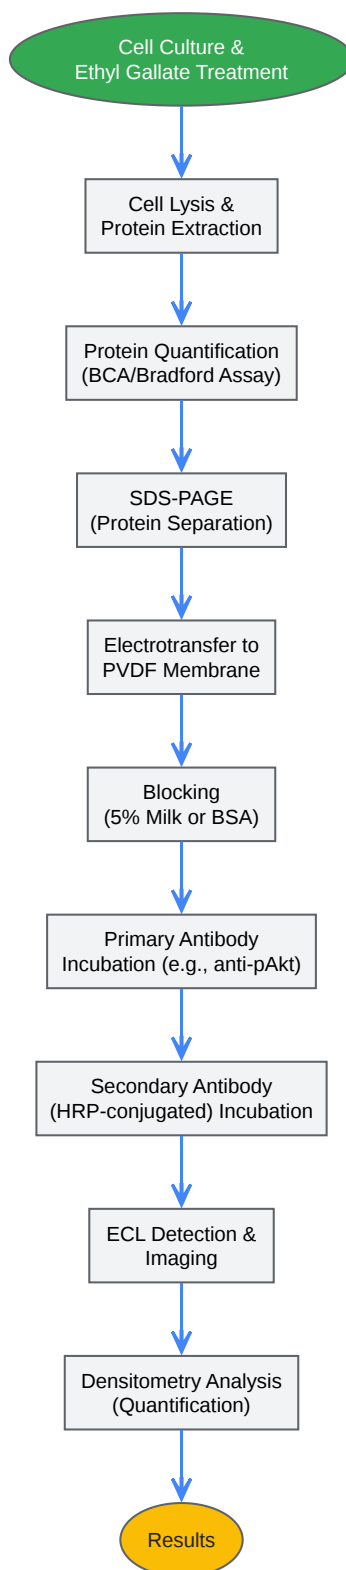 Cell Culture &
Ethyl Gallate Treatment
Cell Lysis &
Protein Extraction
Protein Quantification
(BCA/Bradford Assay)
SDS-PAGE
(Protein Separation)
Electrotransfer to
PVDF Membrane
Blocking
(5% Milk or BSA)
Primary Antibody
Incubation (e.g., anti-pAkt)
Secondary Antibody
(HRP-conjugated) Incubation
ECL Detection &
Imaging
Densitometry Analysis
(Quantification)
Results